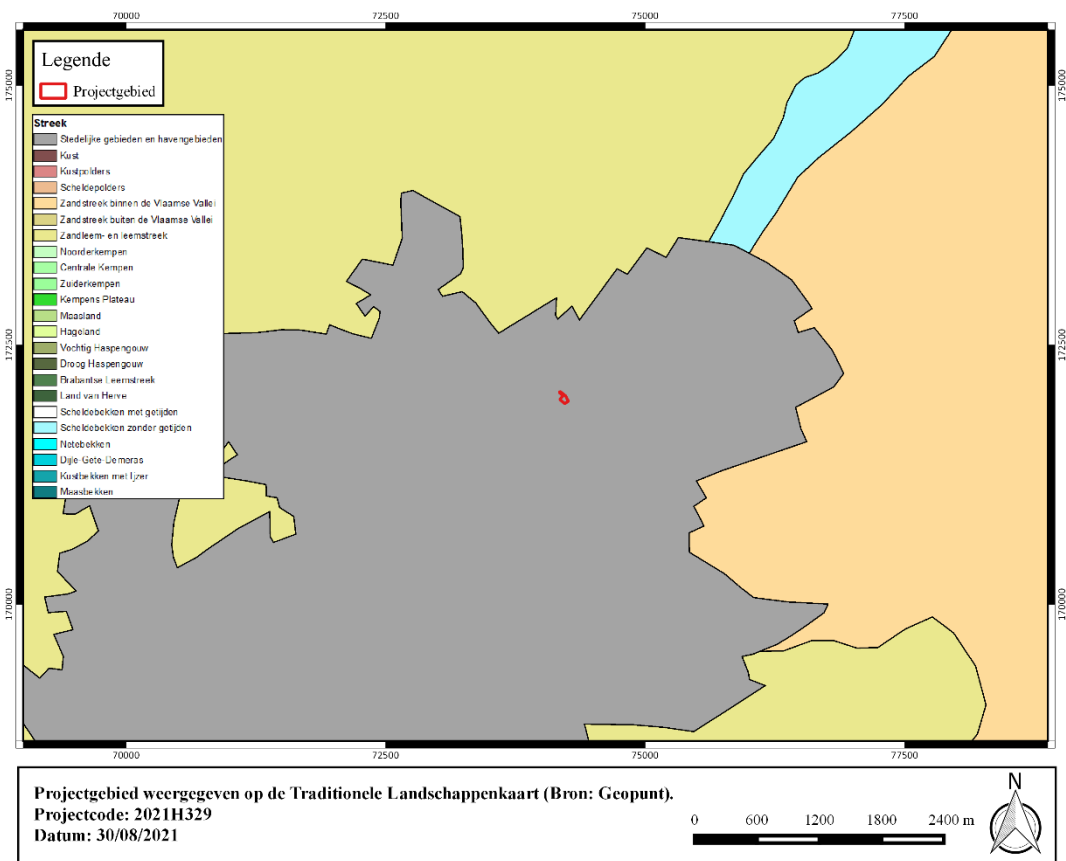 70000 72500 75000 77500
175000 175000
172500 172500
170000 170000
Legende
Projectgebied
Streek
Stedelijke gebieden en havengebieden
Kust
Kustpolders
Scheldepolders
Zandstreek binnen de Vlaamse Vallei
Zandstreek buiten de Vlaamse Vallei
Zandleem- en leemstreek
Noorderkempen
Centrale Kempen
Zuiderkempen
Kempens Plateau
Maasland
Hageland
Vochtig Haspengouw
Droog Haspengouw
Brabantse Leemstreek
Land van Herve
Scheldebekken met getijden
Scheldebekken zonder getijden
Netebekken
Dijle-Gete-Demeras
Kustbekken met Ijzer
Maasbekken
70000 72500 75000 77500
Projectgebied weergegeven op de Traditionele Landschappenkaart (Bron: Geopunt).
Projectcode: 2021H329
Datum: 30/08/2021
0 600 1200 1800 2400 m
N